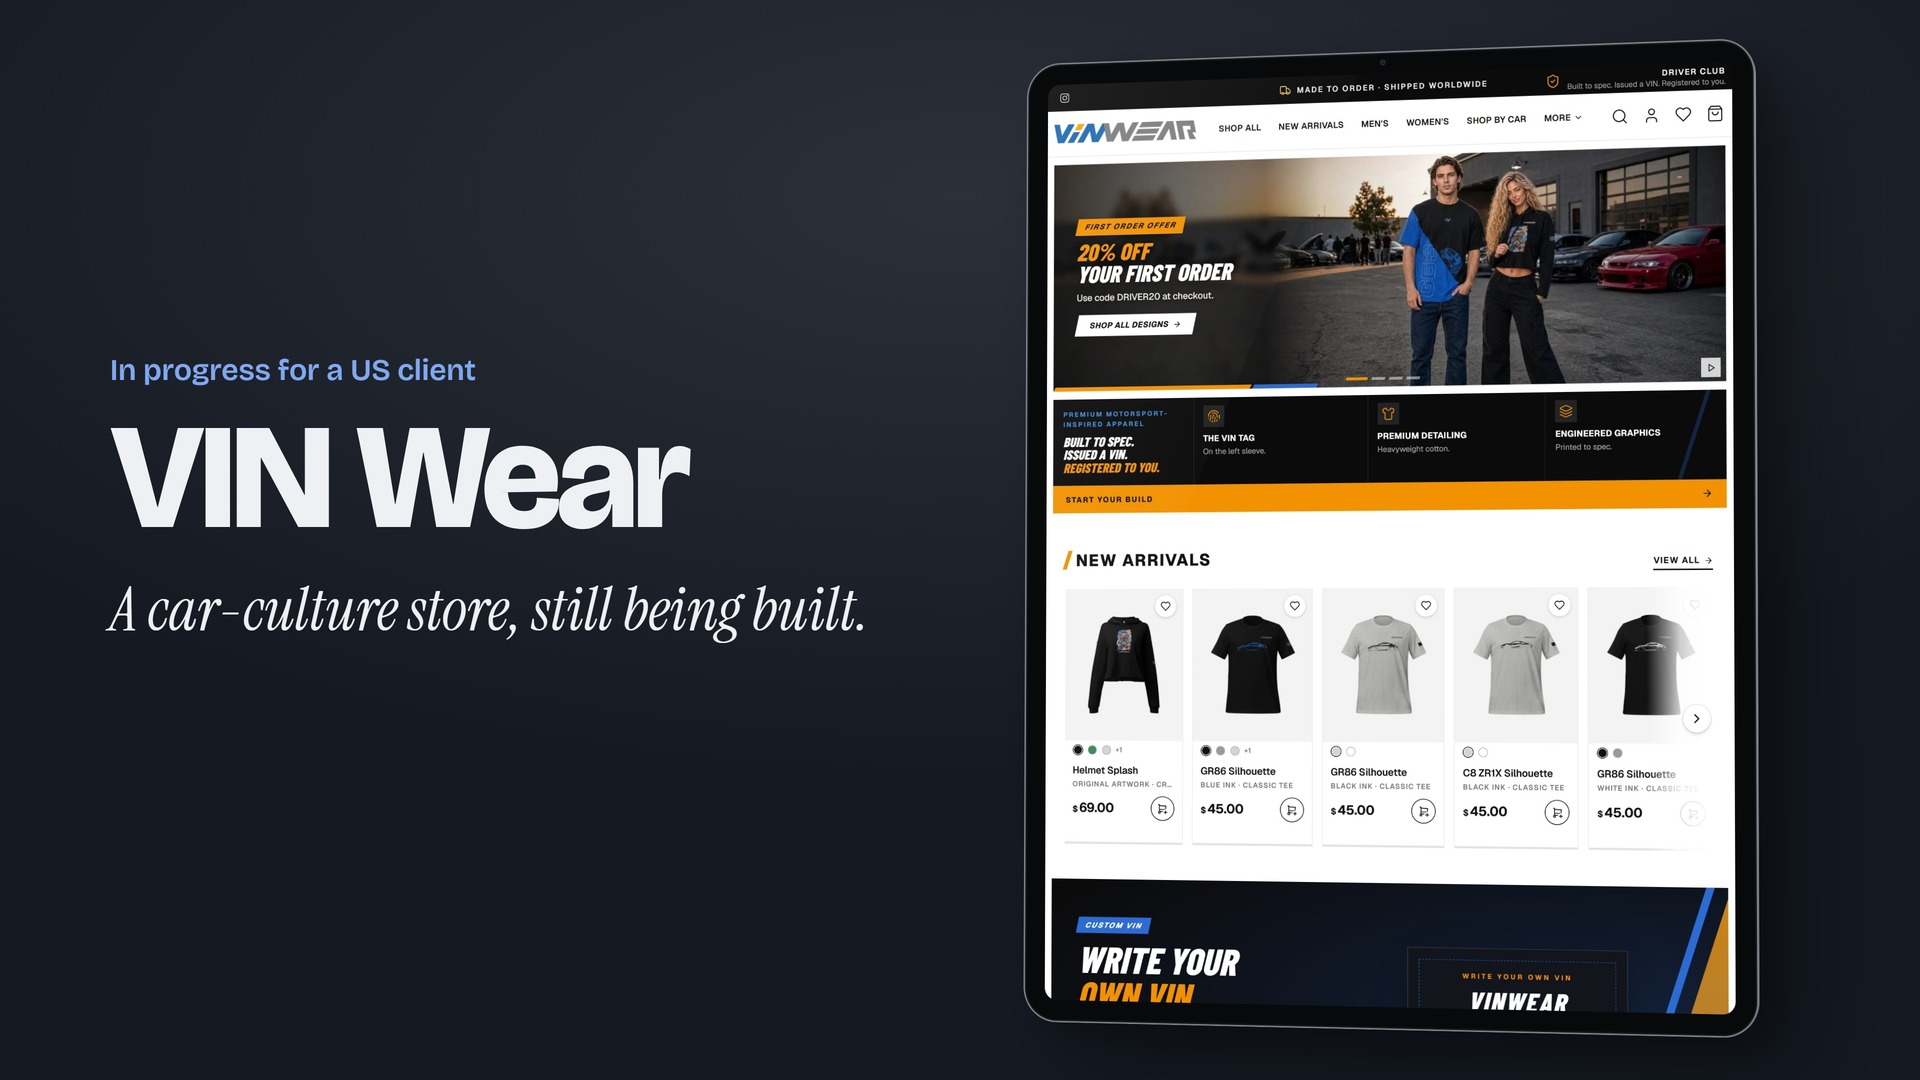 In progress for a US client
VIN Wear
A car-culture store, still being built.
MADE TO ORDER · SHIPPED WORLDWIDE
DRIVER CLUB
Built to spec. Issued a VIN. Registered to you.
VINWEAR
SHOP ALL
NEW ARRIVALS
MEN'S
WOMEN'S
SHOP BY CAR
MORE
FIRST ORDER OFFER
20% OFF
YOUR FIRST ORDER
Use code DRIVER20 at checkout.
SHOP ALL DESIGNS →
PREMIUM MOTORSPORT-
INSPIRED APPAREL
BUILT TO SPEC.
ISSUED A VIN.
REGISTERED TO YOU.
THE VIN TAG
On the left sleeve.
PREMIUM DETAILING
Heavyweight cotton.
ENGINEERED GRAPHICS
Printed to spec.
START YOUR BUILD →
NEW ARRIVALS
VIEW ALL →
+1
Helmet Splash
ORIGINAL ARTWORK · CR...
$69.00
+1
GR86 Silhouette
BLUE INK · CLASSIC TEE
$45.00
GR86 Silhouette
BLACK INK · CLASSIC TEE
$45.00
C8 ZR1X Silhouette
BLACK INK · CLASSIC TEE
$45.00
GR86 Silhouette
WHITE INK · CLASSIC TEE
$45.00
CUSTOM VIN
WRITE YOUR
OWN VIN
WRITE YOUR OWN VIN
VINWEAR